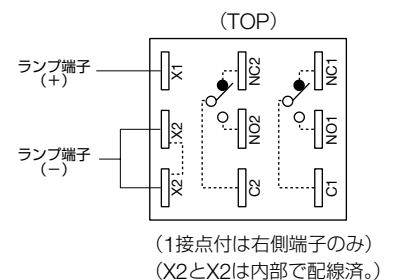 (TOP)
ランプ端子
(+)
X1
NC2
NC1
ランプ端子
(−)
X2
NO2
NO1
X2
C2
C1
(1接点付は右側端子のみ)
(X2とX2は内部で配線済。)